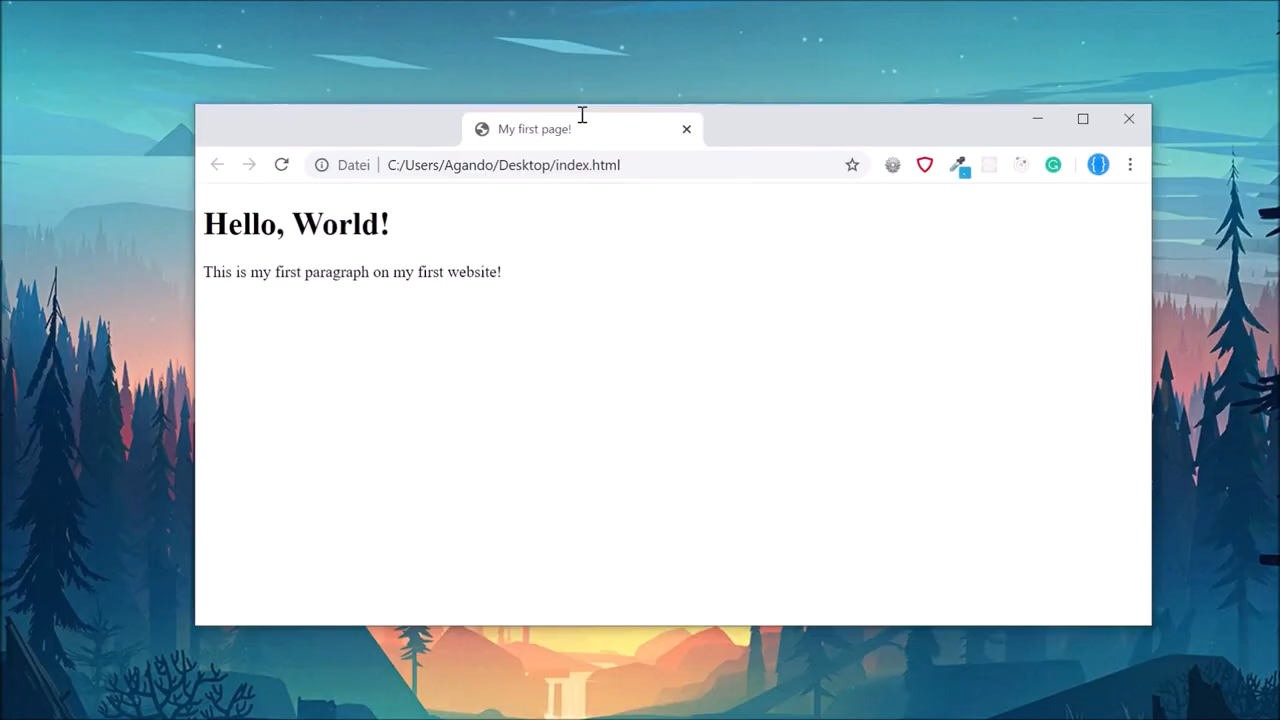 My first page!
Datei C:/Users/Agando/Desktop/index.html
Hello, World!
This is my first paragraph on my first website!